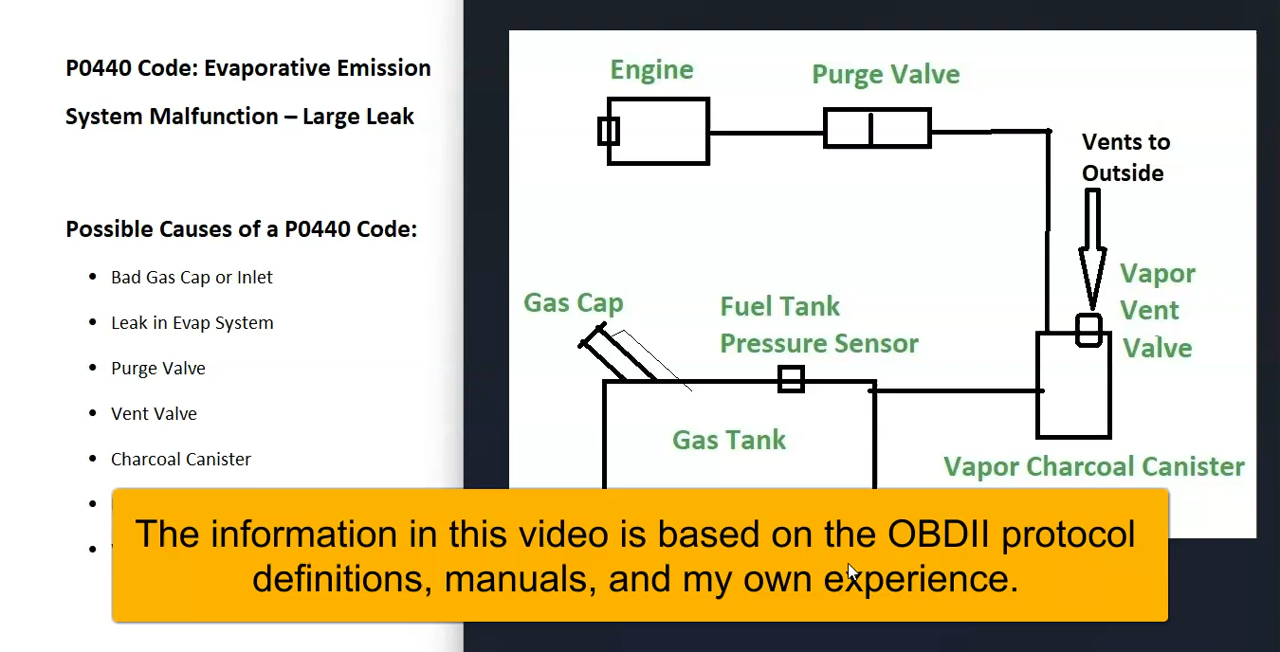 P0440 Code: Evaporative Emission
System Malfunction – Large Leak
Possible Causes of a P0440 Code:
Bad Gas Cap or Inlet
Leak in Evap System
Purge Valve
Vent Valve
Charcoal Canister
Engine
Purge Valve
Vents to
Outside
Vapor
Vent
Valve
Gas Cap
Fuel Tank
Pressure Sensor
Gas Tank
Vapor Charcoal Canister
The information in this video is based on the OBDII protocol
definitions, manuals, and my own experience.